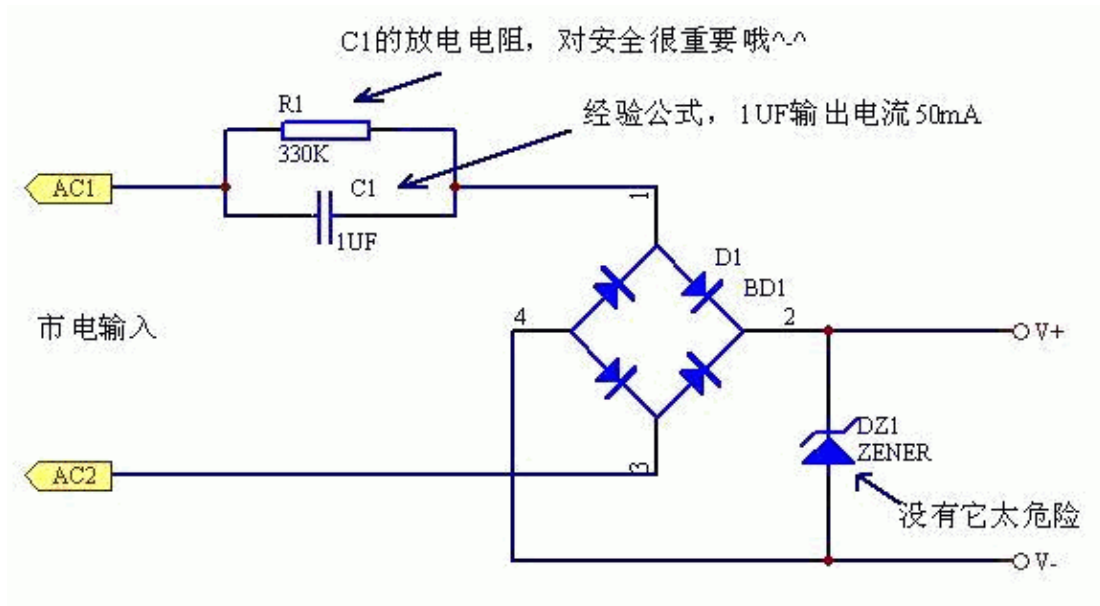 C1的放电电阻，对安全很重要哦^-^
R1
经验公式，1UF输出电流50mA
330K
AC1
C1
1
1UF
D1
BD1
市电输入
4
2
V+
DZ1
ZENER
AC2
3
没有它太危险
V-